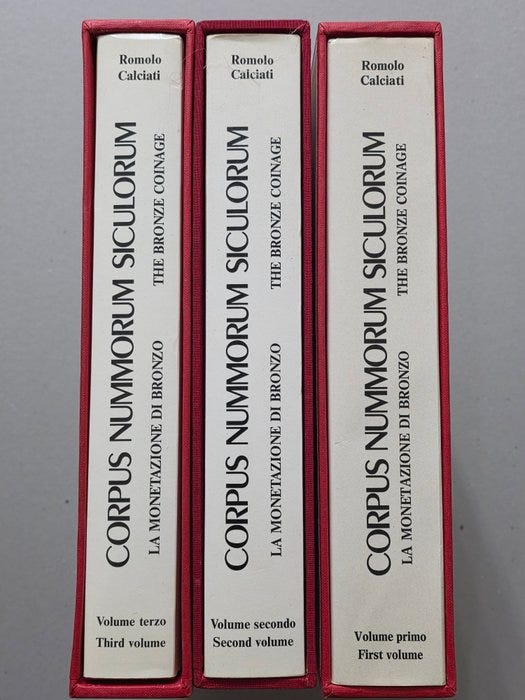 Romolo
Calciati
CORPUS NUMMORUM SICULORUM
LA MONETAZIONE DI BRONZO THE BRONZE COINAGE
Volume terzo
Third volume
Romolo
Calciati
CORPUS NUMMORUM SICULORUM
LA MONETAZIONE DI BRONZO THE BRONZE COINAGE
Volume secondo
Second volume
Romolo
Calciati
CORPUS NUMMORUM SICULORUM
LA MONETAZIONE DI BRONZO THE BRONZE COINAGE
Volume primo
First volume